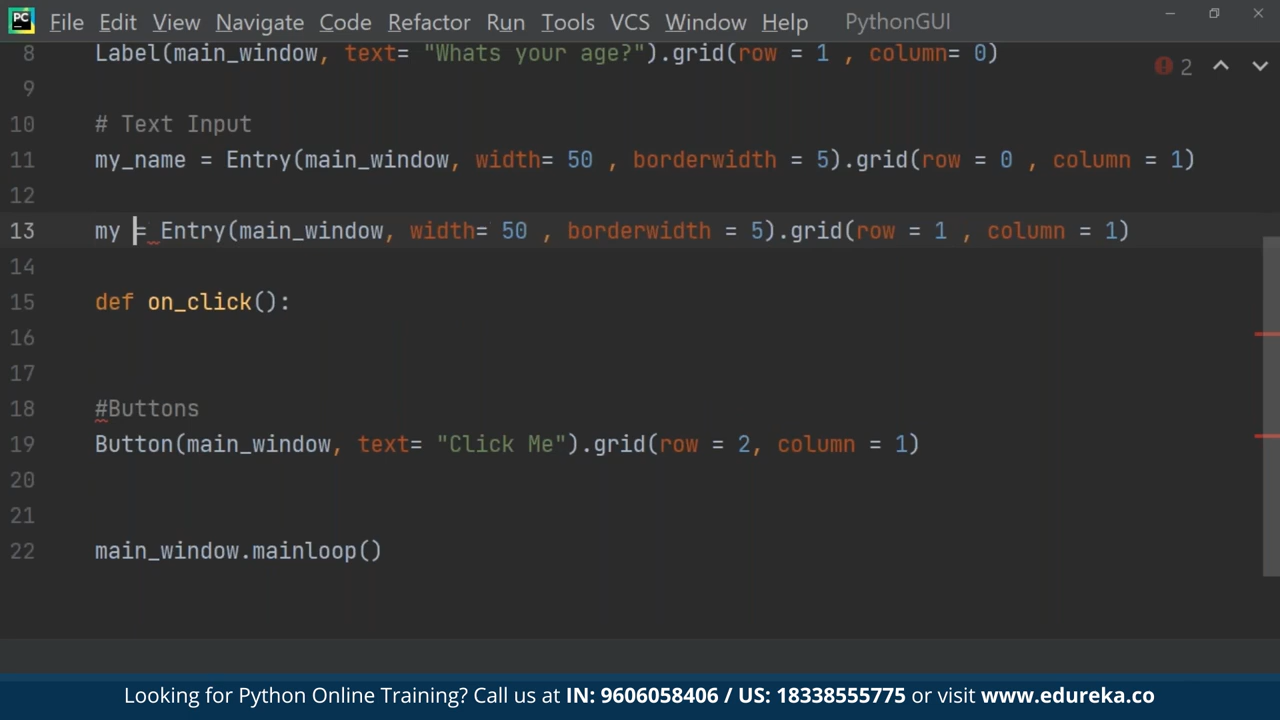 PC File Edit View Navigate Code Refactor Run Tools VCS Window Help PythonGUI
8 Label(main_window, text= "Whats your age?").grid(row = 1 , column= 0)
2
9
10 # Text Input
11 my_name = Entry(main_window, width= 50 , borderwidth = 5).grid(row = 0 , column = 1)
12
13 my = Entry(main_window, width= 50 , borderwidth = 5).grid(row = 1 , column = 1)
14
15 def on_click():
16
17
18 #Buttons
19 Button(main_window, text= "Click Me").grid(row = 2, column = 1)
20
21
22 main_window.mainloop()
Looking for Python Online Training? Call us at IN: 9606058406 / US: 18338555775 or visit www.edureka.co